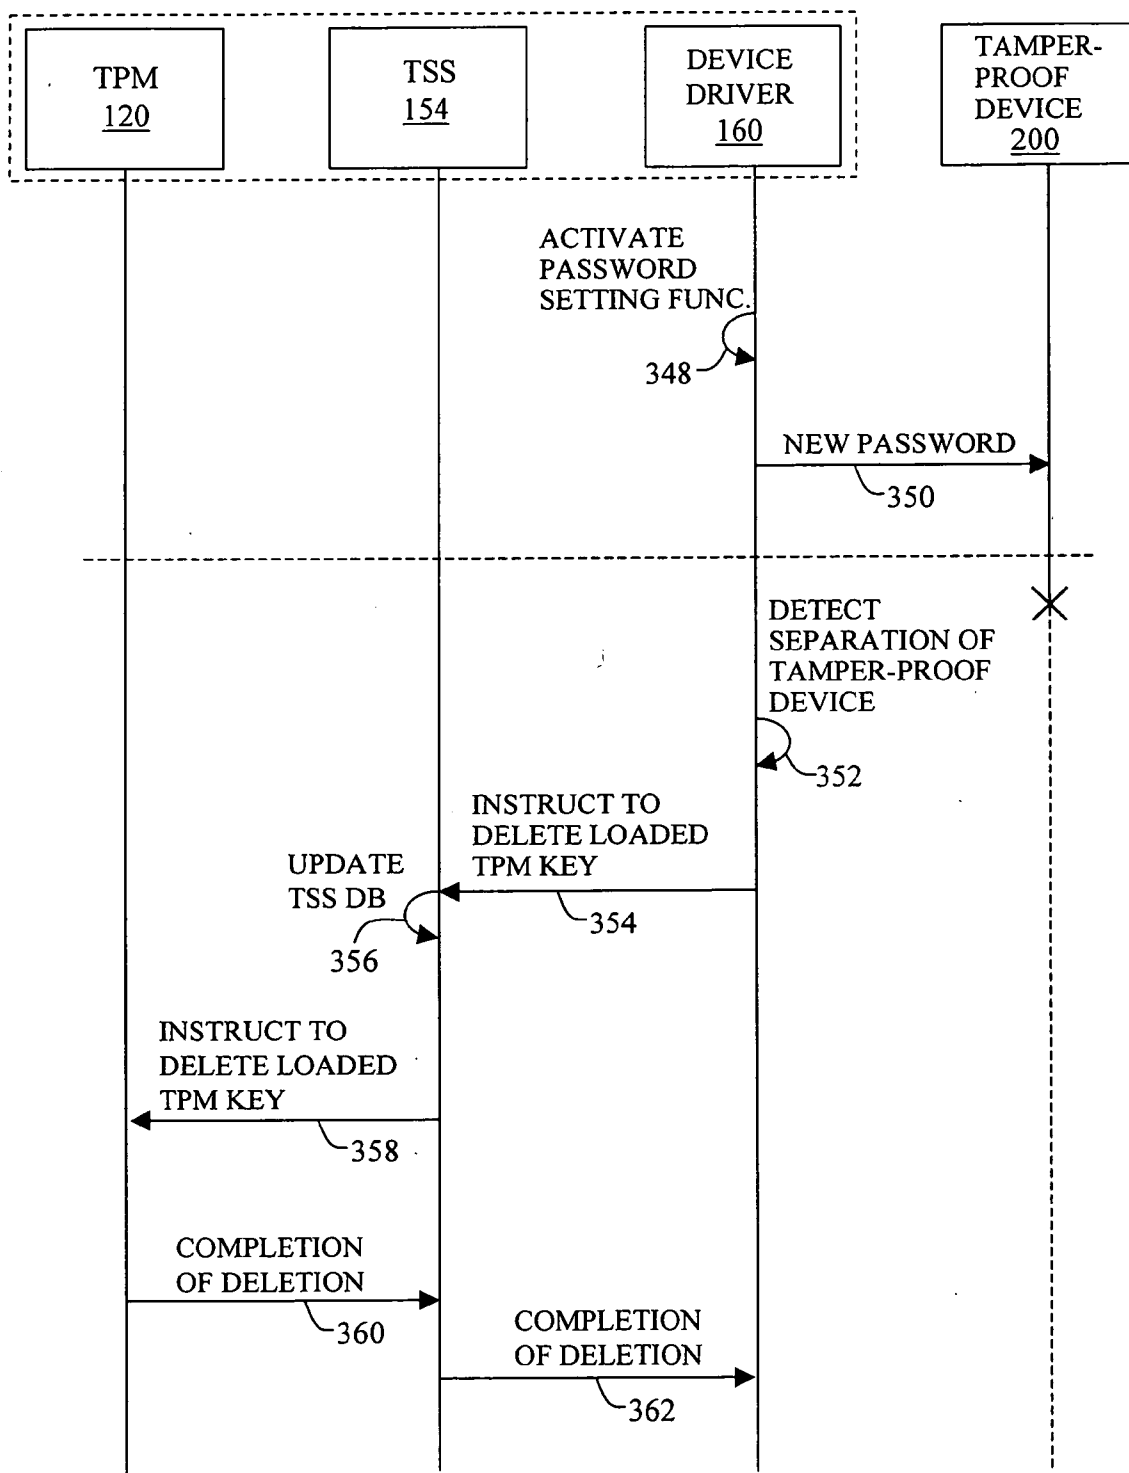 TPM
120
TSS
154
DEVICE
DRIVER
160
TAMPER-
PROOF
DEVICE
200
ACTIVATE
PASSWORD
SETTING FUNC.
348
NEW PASSWORD
350
DETECT
SEPARATION OF
TAMPER-PROOF
DEVICE
352
INSTRUCT TO
DELETE LOADED
TPM KEY
354
UPDATE
TSS DB
356
INSTRUCT TO
DELETE LOADED
TPM KEY
358
COMPLETION
OF DELETION
360
COMPLETION
OF DELETION
362